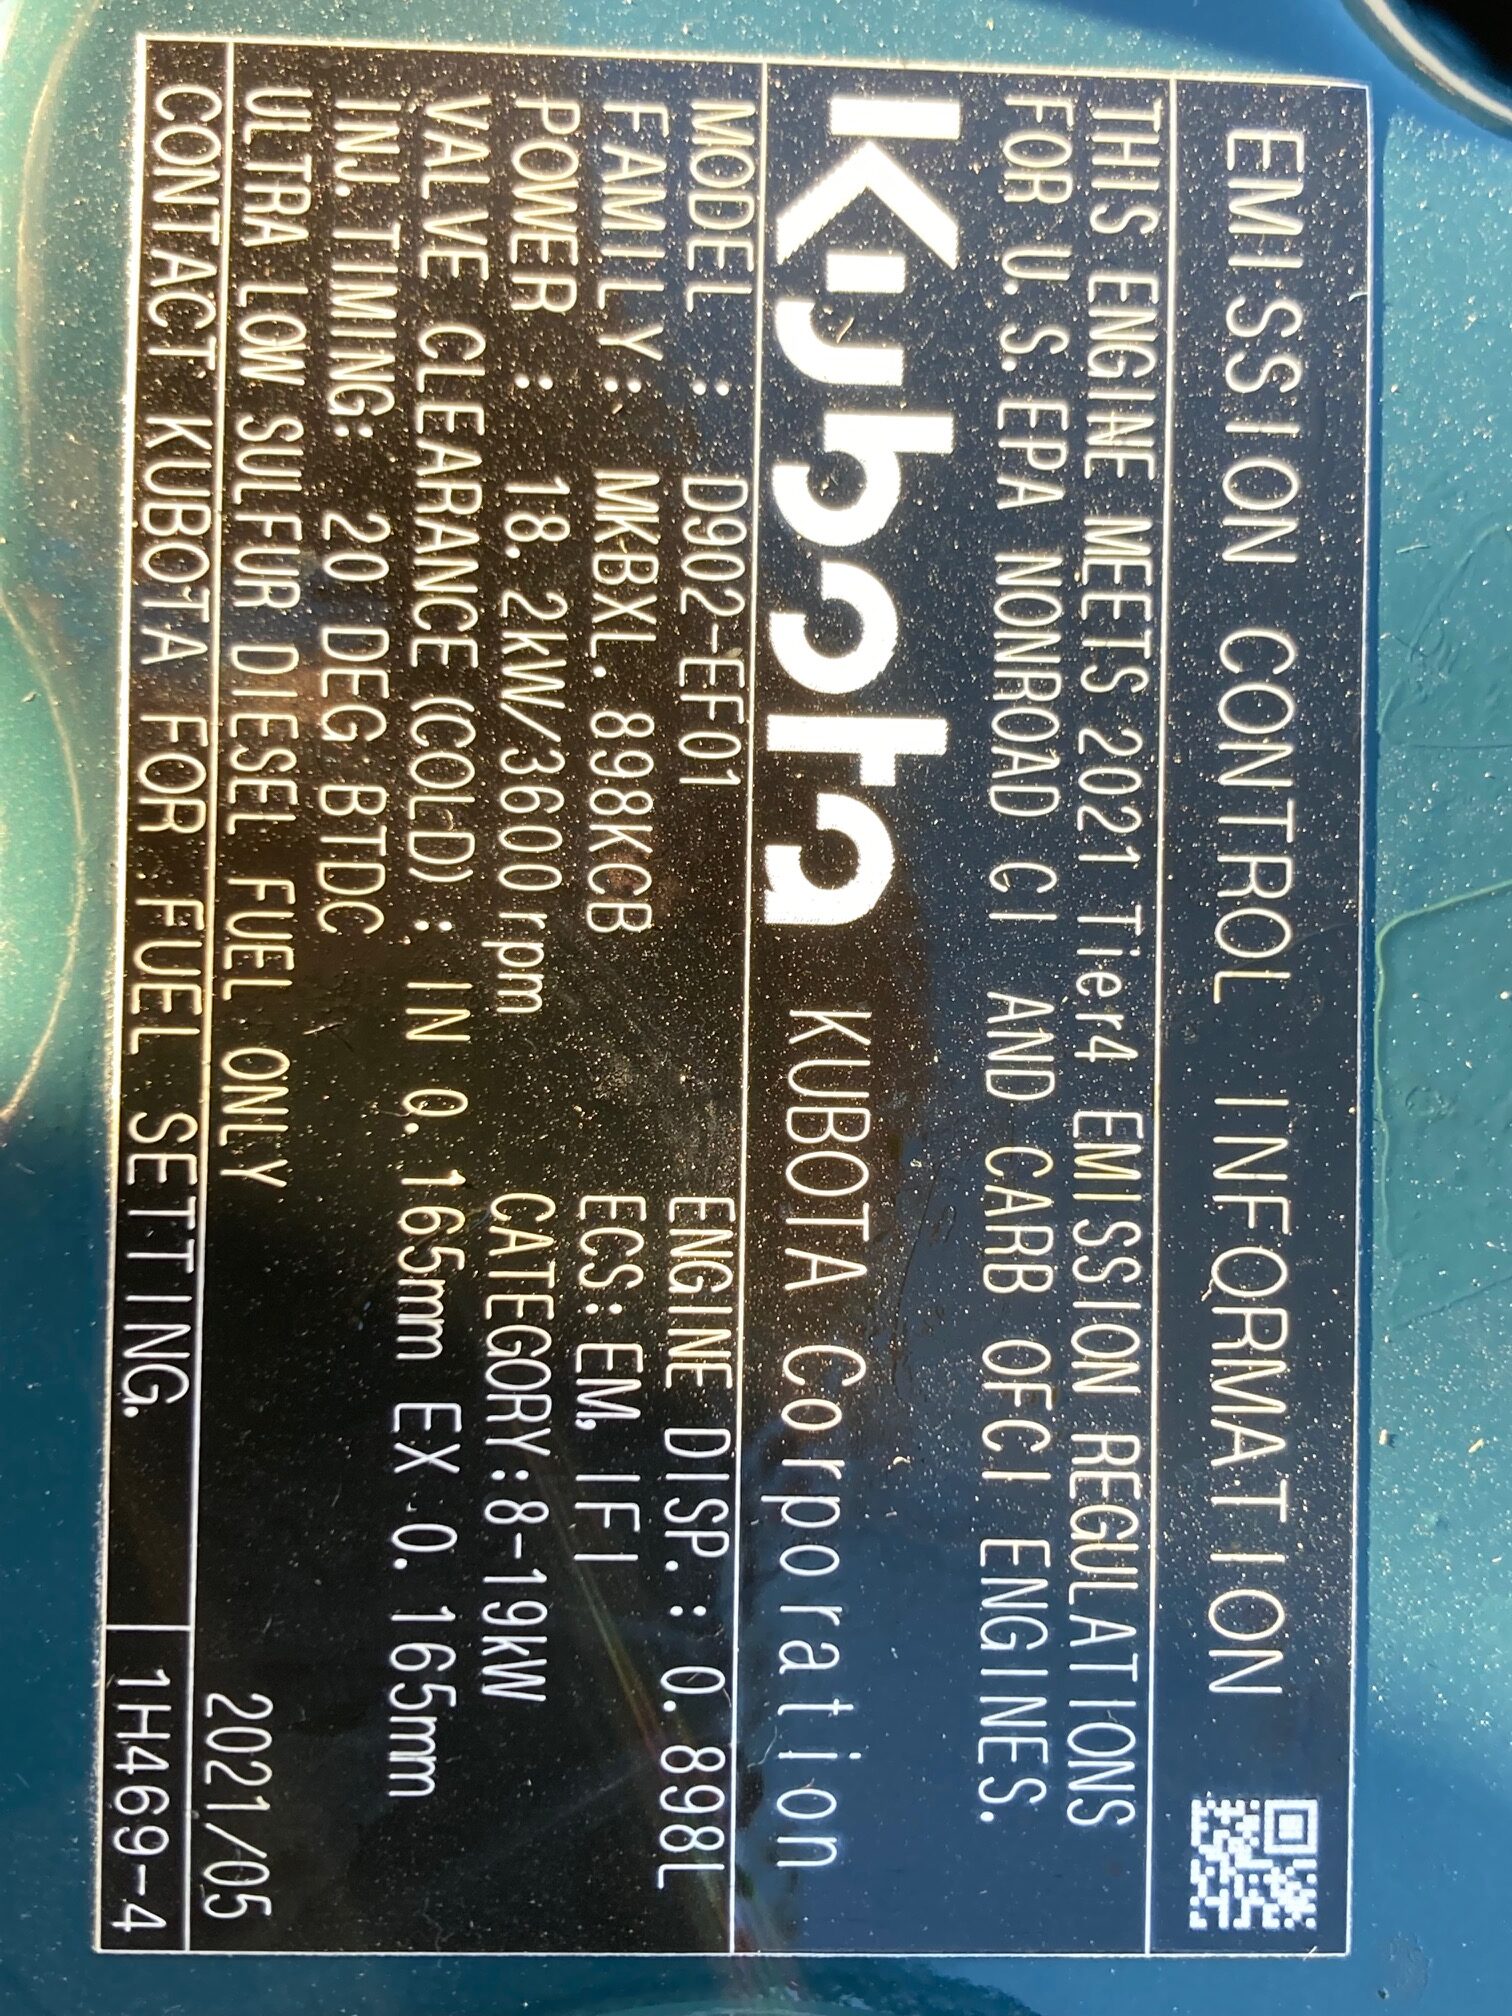 EMISSION CONTROL INFORMATION
THIS ENGINE MEETS 2021 Tier4 EMISSION REGULATIONS
FOR U.S. EPA NONROAD CI AND CARB OFCI ENGINES.
Kubota KUBOTA Corporation
MODEL : D902-EF01 ENGINE DISP. : 0.898L
FAMILY : MKBXL.898KCB ECS: EM, IFI
POWER : 18.2kW/3600rpm CATEGORY:8-19kW
VALVE CLEARANCE (COLD) : IN 0.165mm EX 0.165mm
INJ. TIMING: 20 DEG BTDC
ULTRA LOW SULFUR DIESEL FUEL ONLY 2021/05
CONTACT KUBOTA FOR FUEL SETTING. 1H469-4